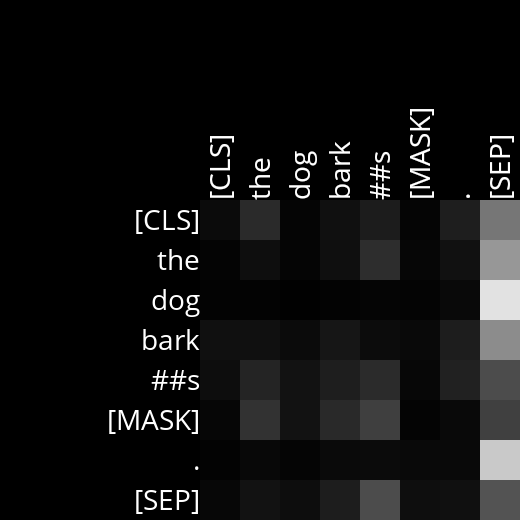 [CLS] the dog bark ##s [MASK] . [SEP]
[CLS]
the
dog
bark
##s
[MASK]
.
[SEP]